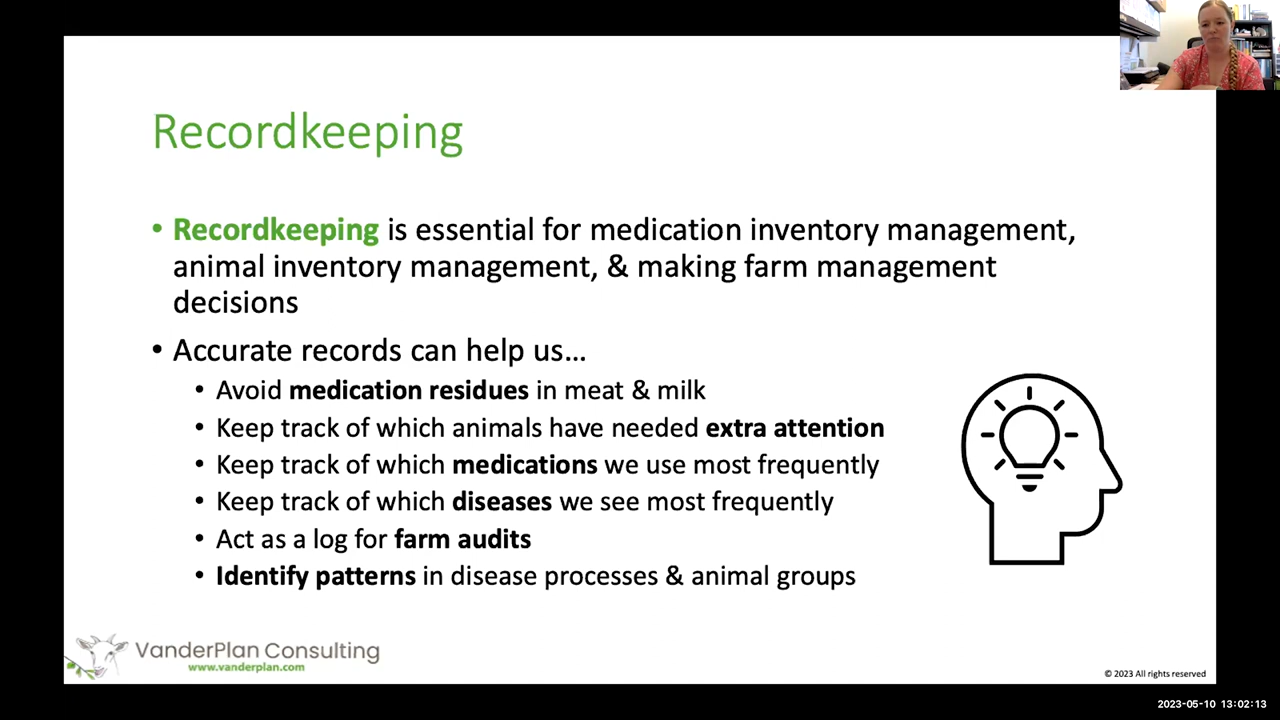 Recordkeeping
• Recordkeeping is essential for medication inventory management,
animal inventory management, & making farm management
decisions
• Accurate records can help us...
• Avoid medication residues in meat & milk
• Keep track of which animals have needed extra attention
• Keep track of which medications we use most frequently
• Keep track of which diseases we see most frequently
• Act as a log for farm audits
• Identify patterns in disease processes & animal groups
VanderPlan Consulting
www.vanderplan.com
© 2023 All rights reserved
2023-05-10 13:02:13